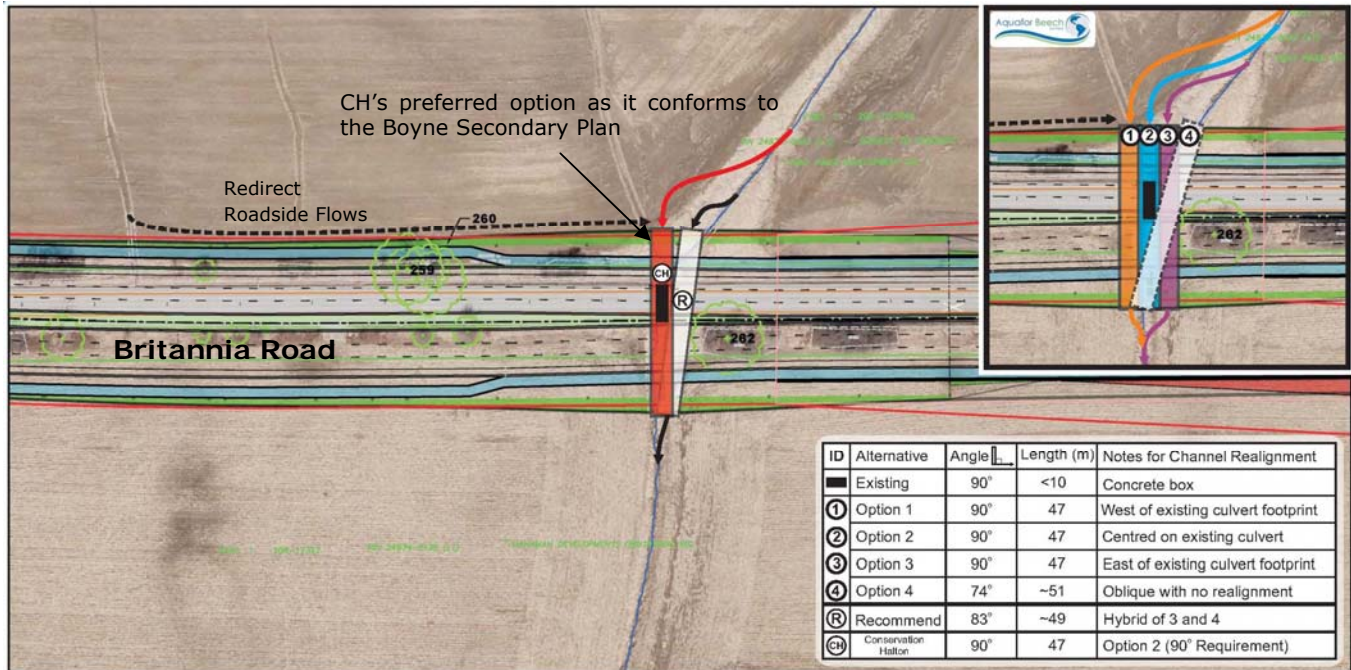 CH's preferred option as it conforms to
the Boyne Secondary Plan
Redirect
Roadside Flows
260
259
CH
R
262
Britannia Road
Aquafor Beech
1 2 3 4
262
ID Alternative Angle Length (m) Notes for Channel Realignment
Existing 90° <10 Concrete box
1 Option 1 90° 47 West of existing culvert footprint
2 Option 2 90° 47 Centred on existing culvert
3 Option 3 90° 47 East of existing culvert footprint
4 Option 4 74° ~51 Oblique with no realignment
R Recommend 83° ~49 Hybrid of 3 and 4
CH Conservation Halton 90° 47 Option 2 (90° Requirement)